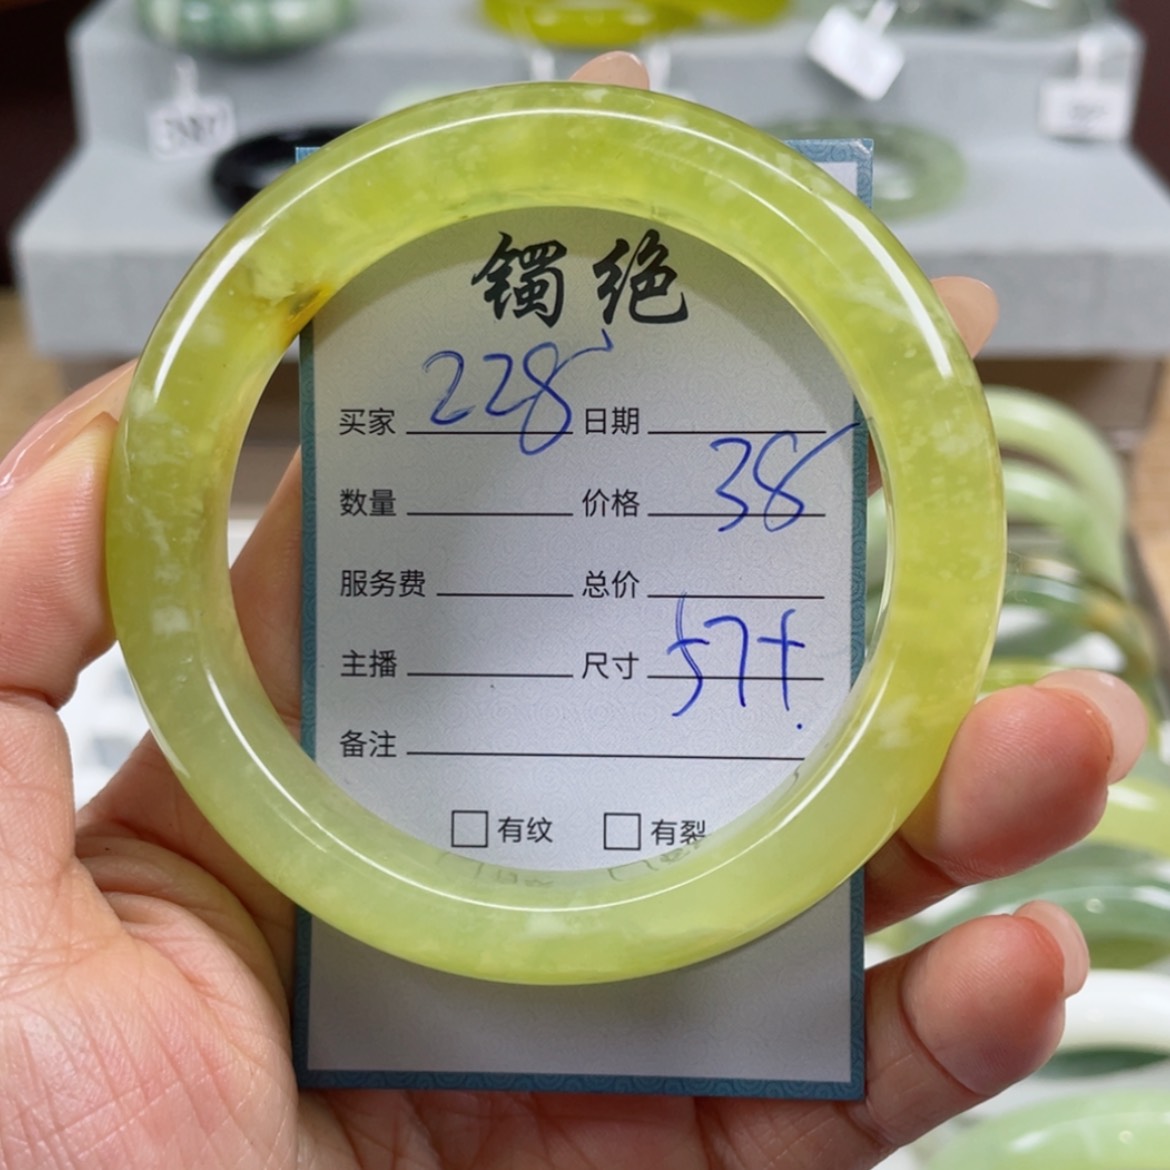 镯绝
买家 228 日期
数量 价格 38
服务费 总价
主播 尺寸 57+
备注
□有纹 □有裂